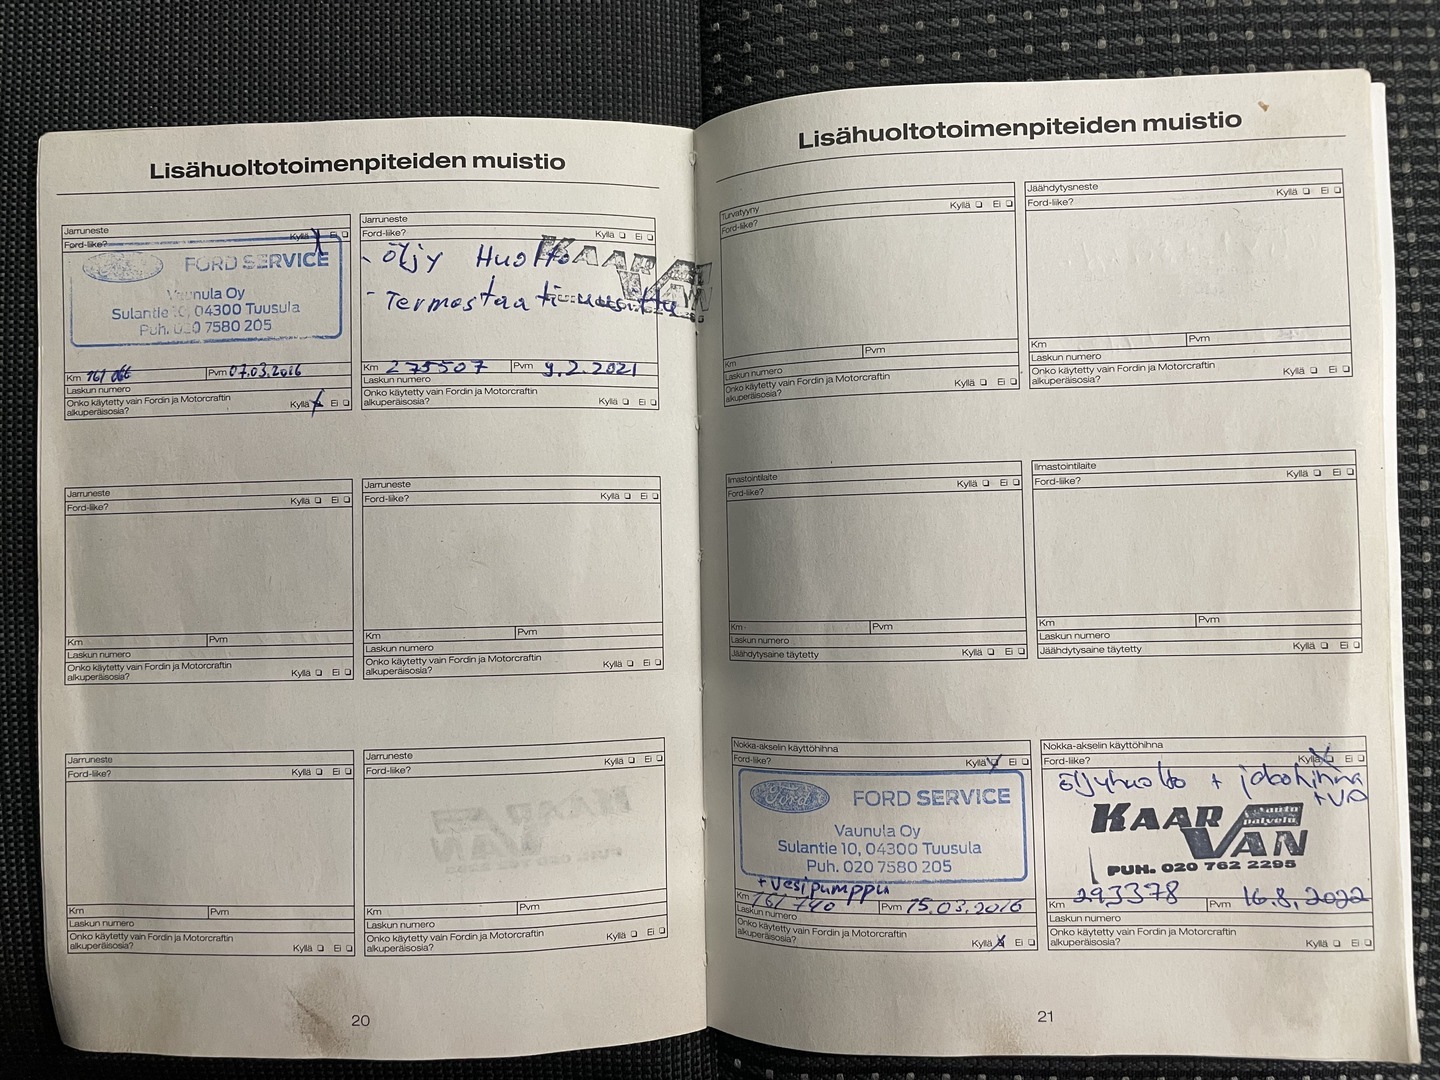 Lisähuoltotoimenpiteiden muistio
Jarruneste
Ford-liike? Kyllä Ei
FORD SERVICE
Vaunula Oy
Sulantie 10, 04300 Tuusula
Puh. 020 7580 205
Km 161 Pvm 07.03.2016
Laskun numero
Onko käytetty vain Fordin ja Motorcraftin
alkuperäisosia? Kyllä Ei
Jarruneste
Ford-liike? Kyllä Ei
- Öljy Huolto
- Termostaatin
KAAR
VAN
Km 275507 Pvm 9.2.2021
Laskun numero
Onko käytetty vain Fordin ja Motorcraftin
alkuperäisosia? Kyllä Ei
Jarruneste
Ford-liike? Kyllä Ei
Km Pvm
Laskun numero
Onko käytetty vain Fordin ja Motorcraftin
alkuperäisosia? Kyllä Ei
Jarruneste
Ford-liike? Kyllä Ei
Km Pvm
Laskun numero
Onko käytetty vain Fordin ja Motorcraftin
alkuperäisosia? Kyllä Ei
Jarruneste
Ford-liike? Kyllä Ei
Km Pvm
Laskun numero
Onko käytetty vain Fordin ja Motorcraftin
alkuperäisosia? Kyllä Ei
Jarruneste
Ford-liike? Kyllä Ei
Km Pvm
Laskun numero
Onko käytetty vain Fordin ja Motorcraftin
alkuperäisosia? Kyllä Ei
20
Lisähuoltotoimenpiteiden muistio
Turvatyyny
Ford-liike? Kyllä Ei
Km Pvm
Laskun numero
Onko käytetty vain Fordin ja Motorcraftin
alkuperäisosia? Kyllä Ei
Jäähdytysneste
Ford-liike? Kyllä Ei
Km Pvm
Laskun numero
Onko käytetty vain Fordin ja Motorcraftin
alkuperäisosia? Kyllä Ei
Ilmastointilaite
Ford-liike? Kyllä Ei
Km Pvm
Laskun numero
Jäähdytysaine täytetty Kyllä Ei
Ilmastointilaite
Ford-liike? Kyllä Ei
Km Pvm
Laskun numero
Jäähdytysaine täytetty Kyllä Ei
Nokka-akselin käyttöhihna
Ford-liike? Kyllä Ei
Ford
FORD SERVICE
Vaunula Oy
Sulantie 10, 04300 Tuusula
Puh. 020 7580 205
+ vesipumppu
Km 161 740 Pvm 15.03.2016
Laskun numero
Onko käytetty vain Fordin ja Motorcraftin
alkuperäisosia? Kyllä Ei
Nokka-akselin käyttöhihna
Ford-liike? Kyllä Ei
öljyhuolto + jakohihna
+VP
KAAR auto
palvelu
VAN
PUH. 020 762 2295
Km 293378 Pvm 16.8.2022
Laskun numero
Onko käytetty vain Fordin ja Motorcraftin
alkuperäisosia? Kyllä Ei
21